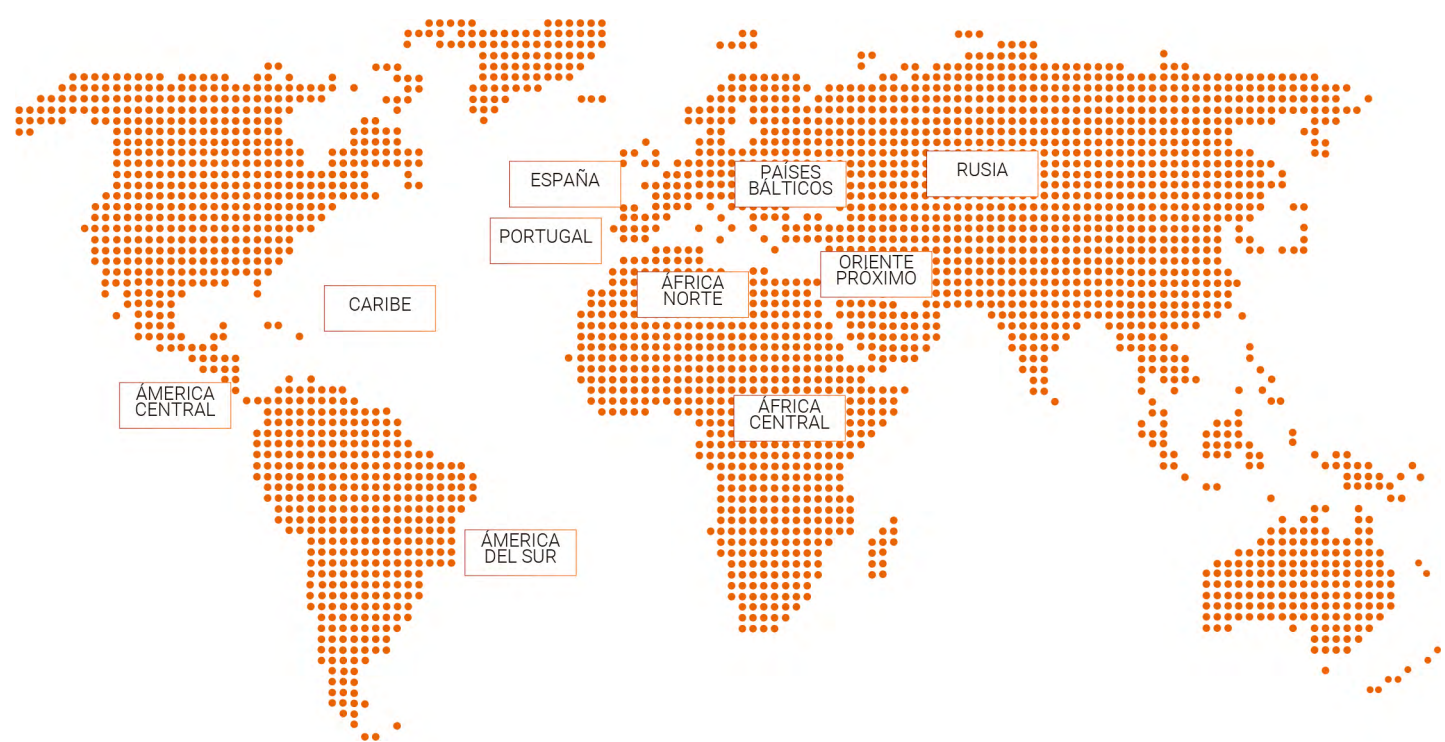 ESPAÑA
PAÍSES
BÁLTICOS
RUSIA
PORTUGAL
ORIENTE
PRÓXIMO
ÁFRICA
NORTE
CARIBE
ÁMERICA
CENTRAL
ÁFRICA
CENTRAL
ÁMERICA
DEL SUR